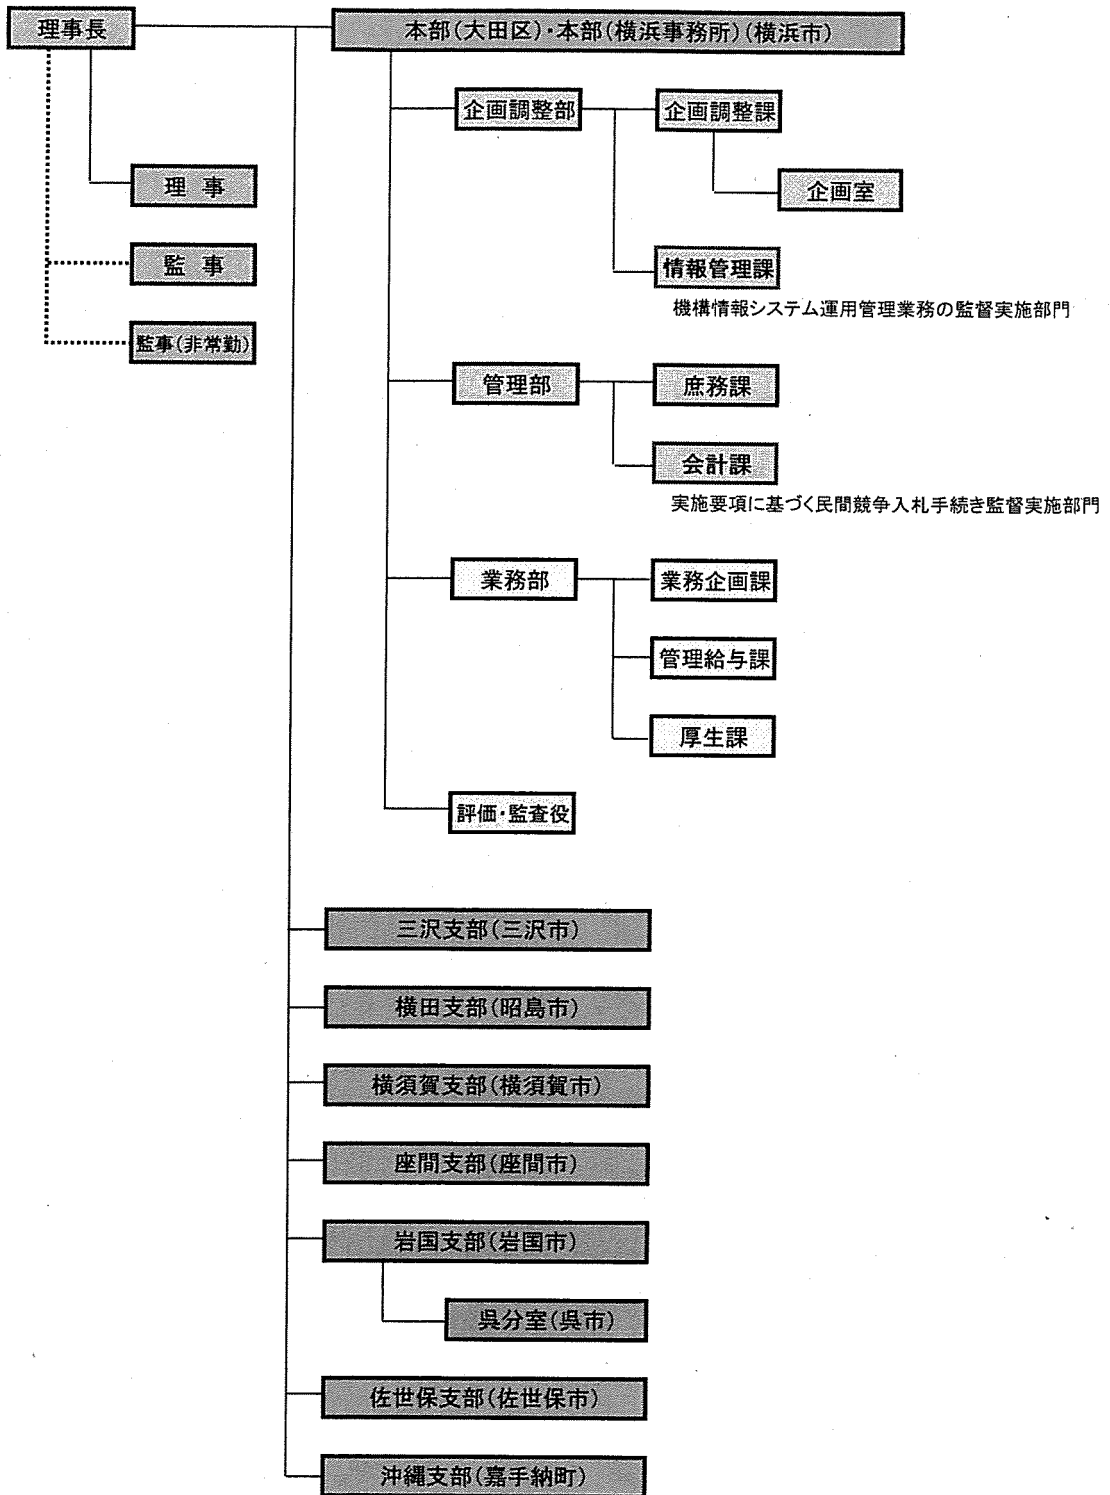 理事長
本部(大田区)・本部(横浜事務所)(横浜市)
企画調整部
企画調整課
理 事
企画室
監 事
情報管理課
機構情報システム運用管理業務の監督実施部門
監事(非常勤)
管理部
庶務課
会計課
実施要項に基づく民間競争入札手続き監督実施部門
業務部
業務企画課
管理給与課
厚生課
評価・監査役
三沢支部(三沢市)
横田支部(昭島市)
横須賀支部(横須賀市)
座間支部(座間市)
岩国支部(岩国市)
呉分室(呉市)
佐世保支部(佐世保市)
沖縄支部(嘉手納町)